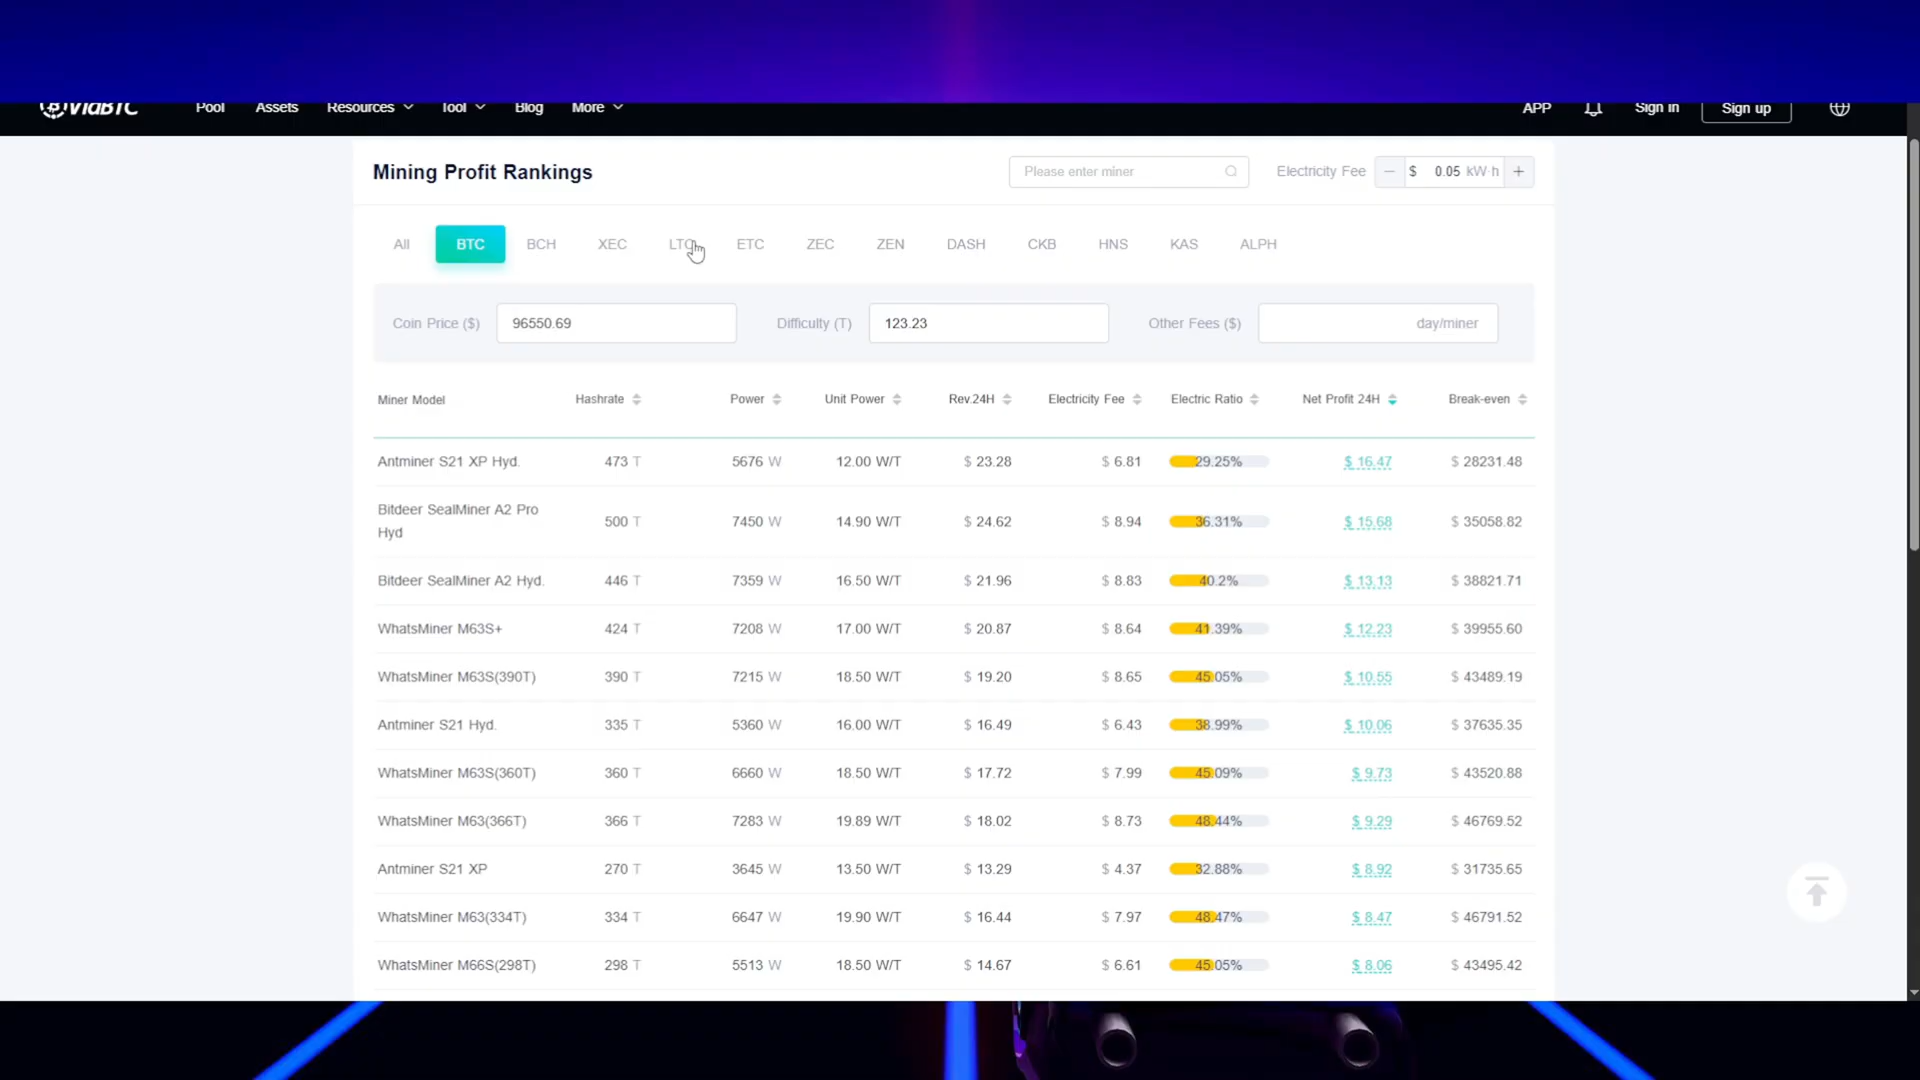 ViaBTC Pool Assets Resources Tool Blog More APP Sign in Sign up
Mining Profit Rankings Please enter miner Electricity Fee − $ 0.05 kW·h +
All BTC BCH XEC LTC ETC ZEC ZEN DASH CKB HNS KAS ALPH
Coin Price ($) 96550.69 Difficulty (T) 123.23 Other Fees ($) day/miner
Miner Model Hashrate Power Unit Power Rev.24H Electricity Fee Electric Ratio Net Profit 24H Break-even
Antminer S21 XP Hyd. 473 T 5676 W 12.00 W/T $ 23.28 $ 6.81 29.25% $ 16.47 $ 28231.48
Bitdeer SealMiner A2 Pro
Hyd 500 T 7450 W 14.90 W/T $ 24.62 $ 8.94 36.31% $ 15.68 $ 35058.82
Bitdeer SealMiner A2 Hyd. 446 T 7359 W 16.50 W/T $ 21.96 $ 8.83 40.2% $ 13.13 $ 38821.71
WhatsMiner M63S+ 424 T 7208 W 17.00 W/T $ 20.87 $ 8.64 41.39% $ 12.23 $ 39955.60
WhatsMiner M63S(390T) 390 T 7215 W 18.50 W/T $ 19.20 $ 8.65 45.05% $ 10.55 $ 43489.19
Antminer S21 Hyd. 335 T 5360 W 16.00 W/T $ 16.49 $ 6.43 38.99% $ 10.06 $ 37635.35
WhatsMiner M63S(360T) 360 T 6660 W 18.50 W/T $ 17.72 $ 7.99 45.09% $ 9.73 $ 43520.88
WhatsMiner M63(366T) 366 T 7283 W 19.89 W/T $ 18.02 $ 8.73 48.44% $ 9.29 $ 46769.52
Antminer S21 XP 270 T 3645 W 13.50 W/T $ 13.29 $ 4.37 32.88% $ 8.92 $ 31735.65
WhatsMiner M63(334T) 334 T 6647 W 19.90 W/T $ 16.44 $ 7.97 48.47% $ 8.47 $ 46791.52
WhatsMiner M66S(298T) 298 T 5513 W 18.50 W/T $ 14.67 $ 6.61 45.05% $ 8.06 $ 43495.42